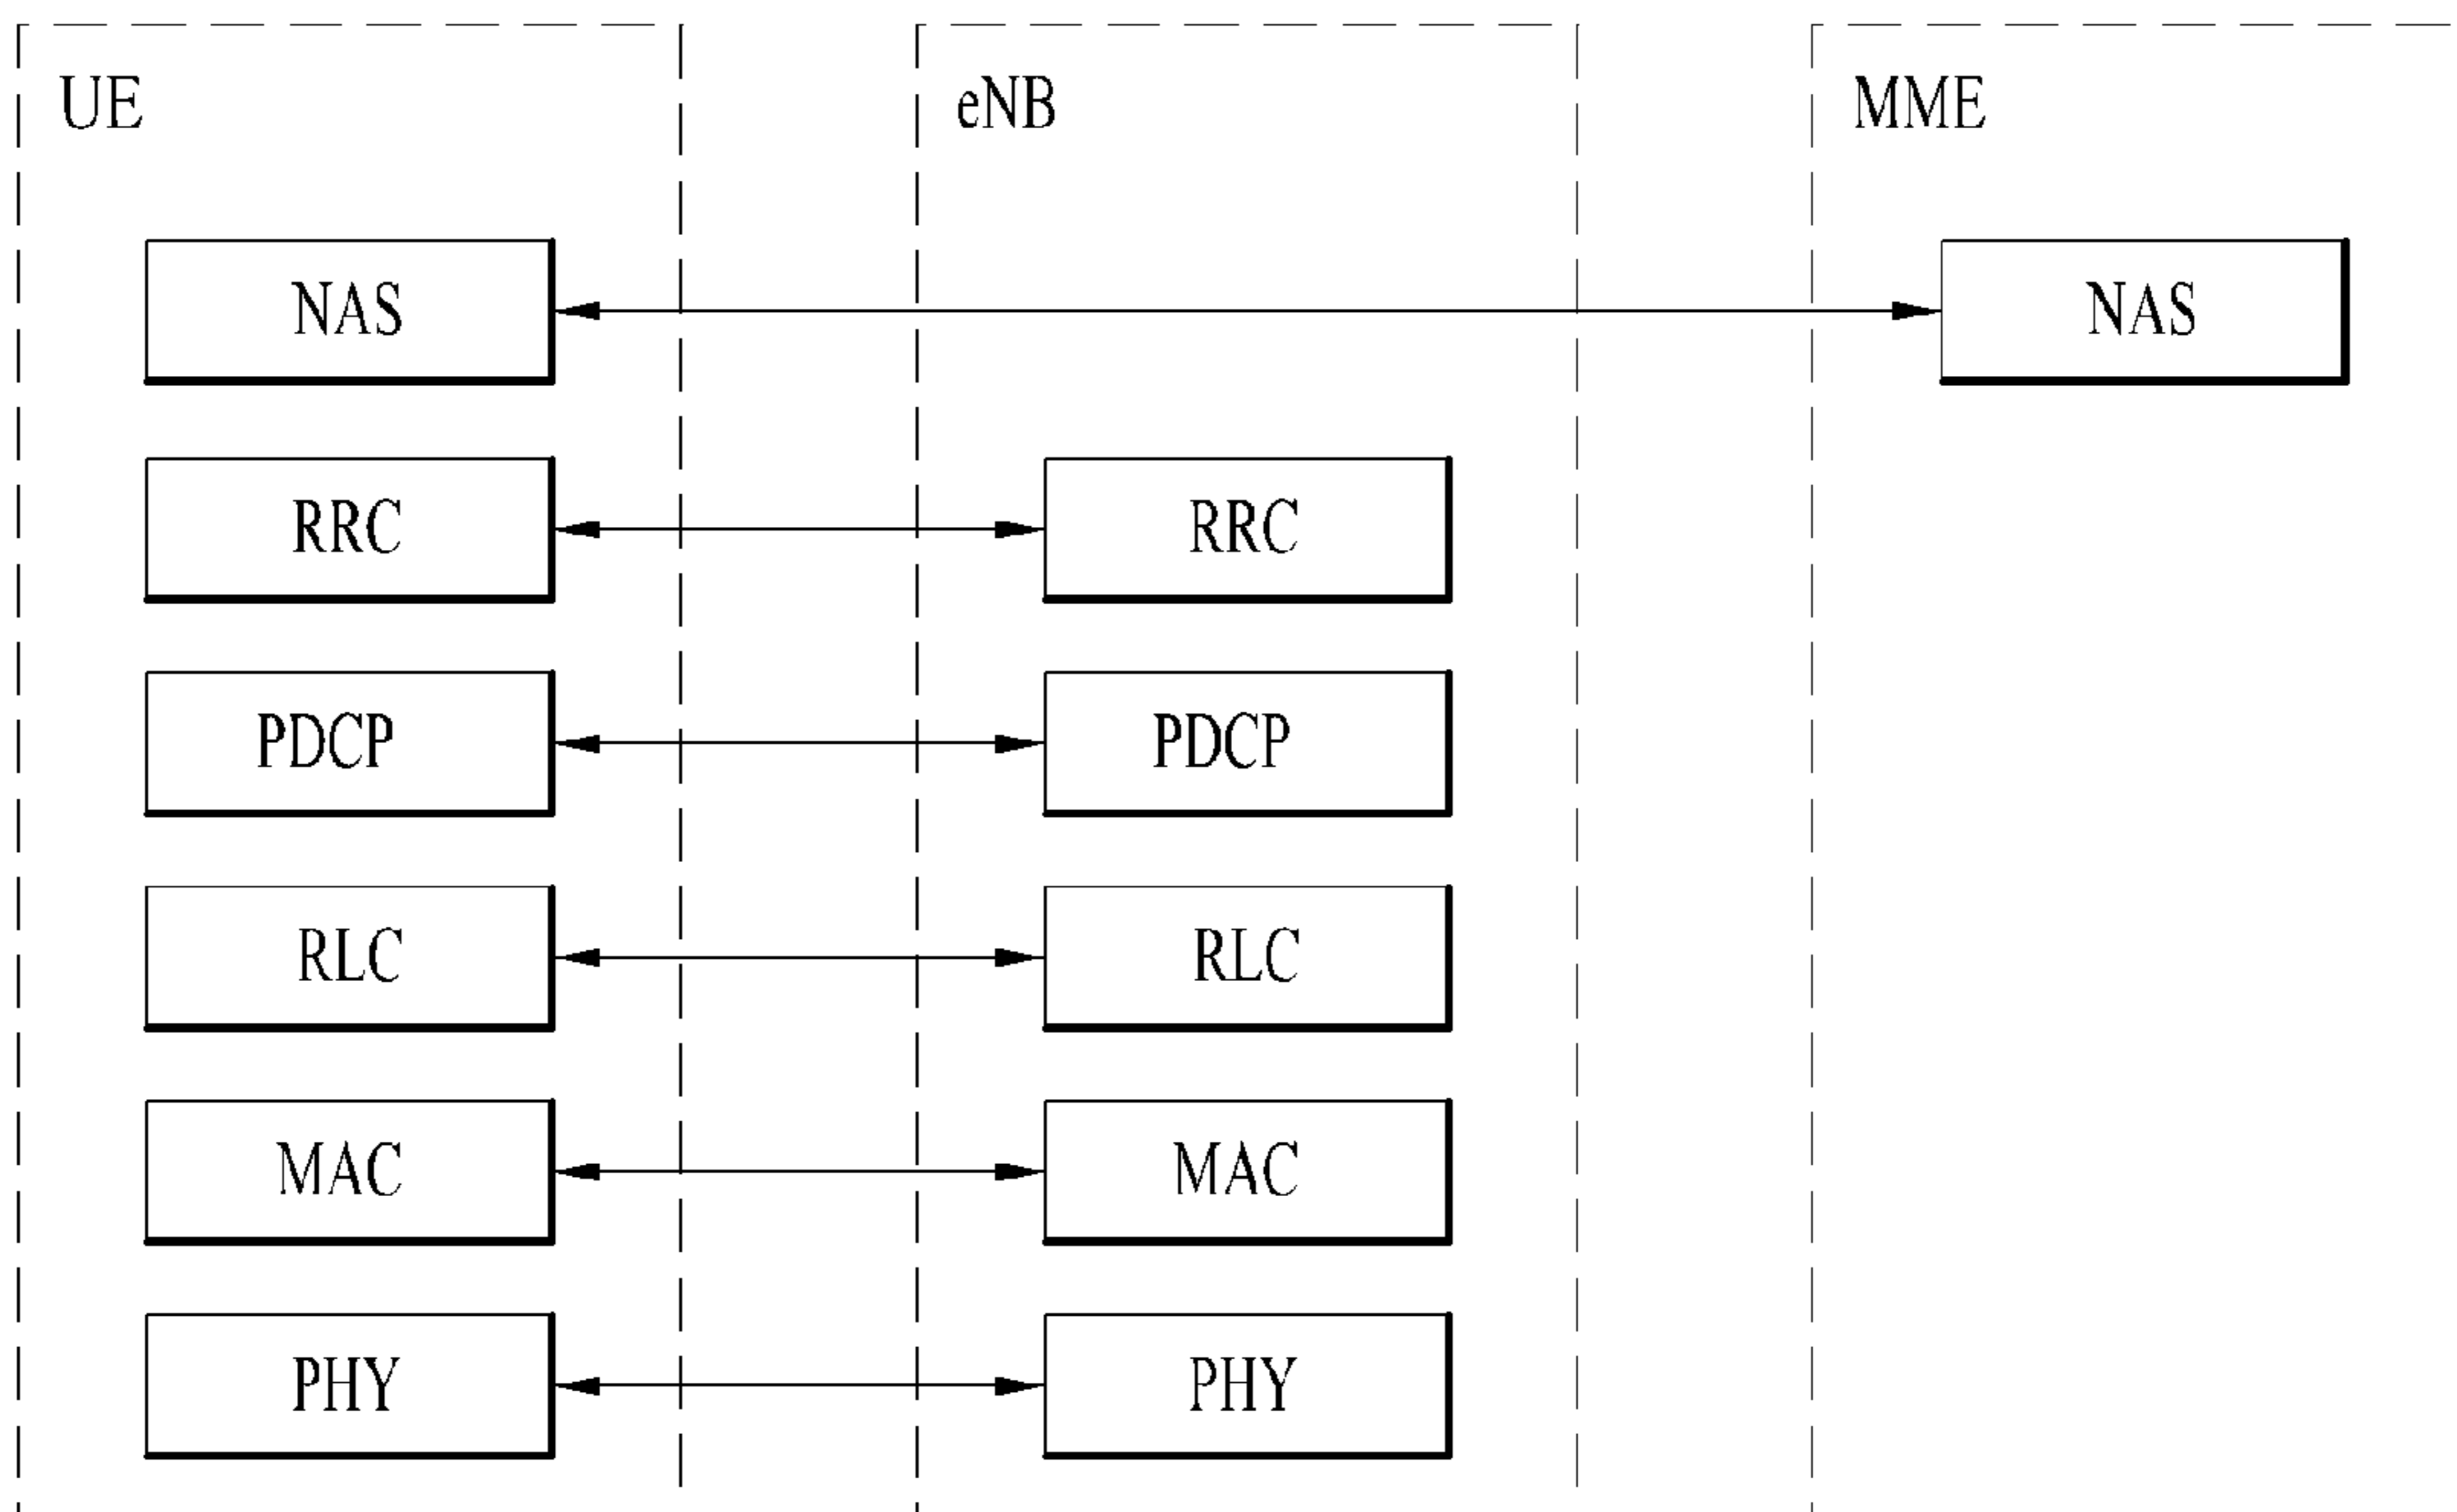 UE
eNB
MME
NAS
NAS
RRC
RRC
PDCP
PDCP
RLC
RLC
MAC
MAC
PHY
PHY